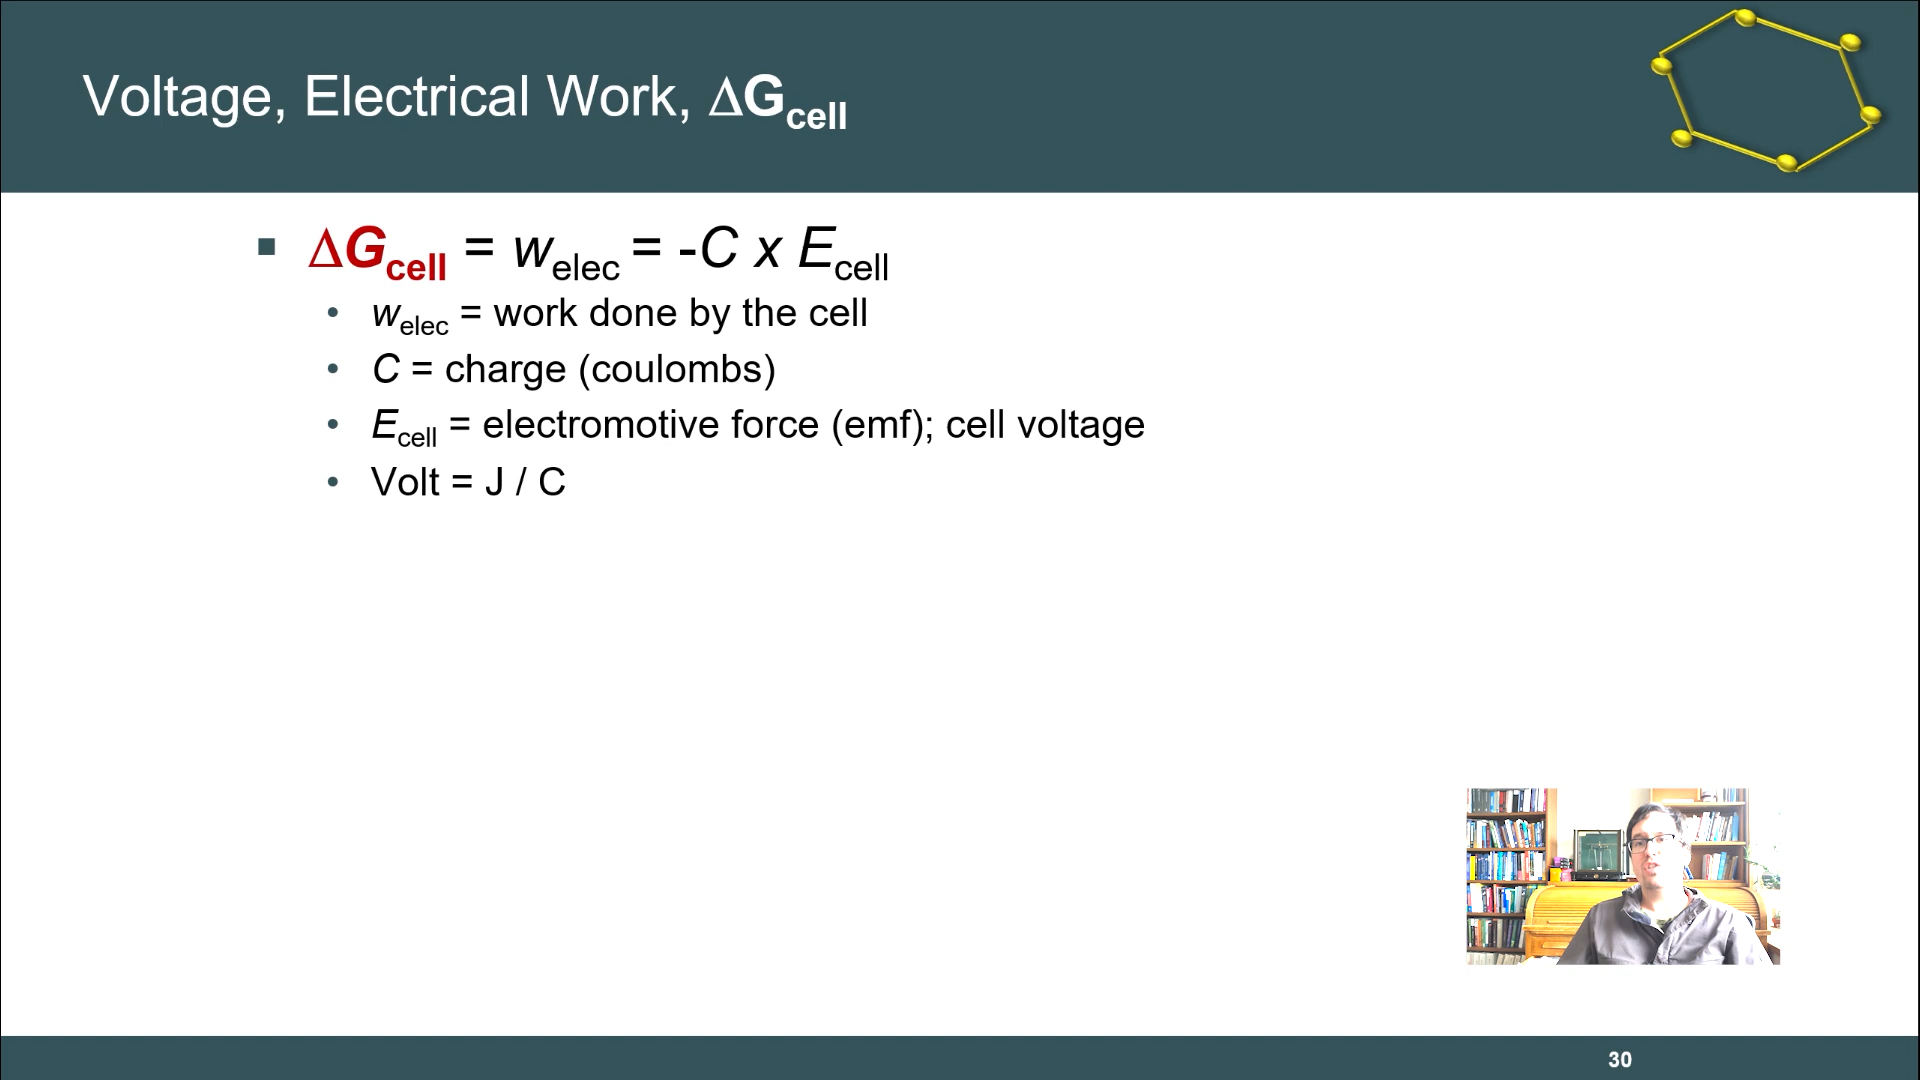 Voltage, Electrical Work, ΔGcell
▪ ΔGcell = welec = -C x Ecell
• welec = work done by the cell
• C = charge (coulombs)
• Ecell = electromotive force (emf); cell voltage
• Volt = J / C
30